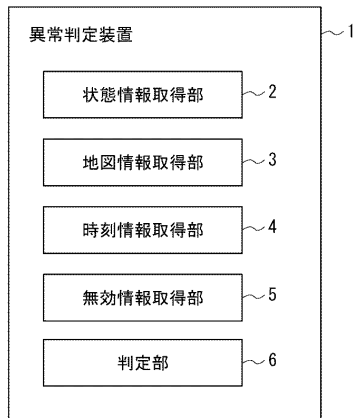 異常判定装置
1
状態情報取得部
2
地図情報取得部
3
時刻情報取得部
4
無効情報取得部
5
判定部
6